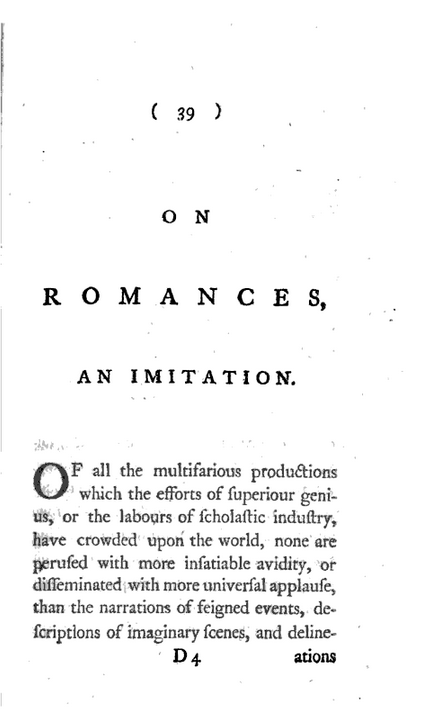 ( 39 )
O N
R O M A N C E S,
AN IMITATION.
OF all the multifarious productions
which the efforts of ſuperiour geni-
us, or the labours of ſcholaſtic induſtry,
have crowded upon the world, none are
peruſed with more inſatiable avidity, or
diſſeminated with more univerſal applauſe,
than the narrations of feigned events, de-
ſcriptions of imaginary ſcenes, and deline-
D 4 ations